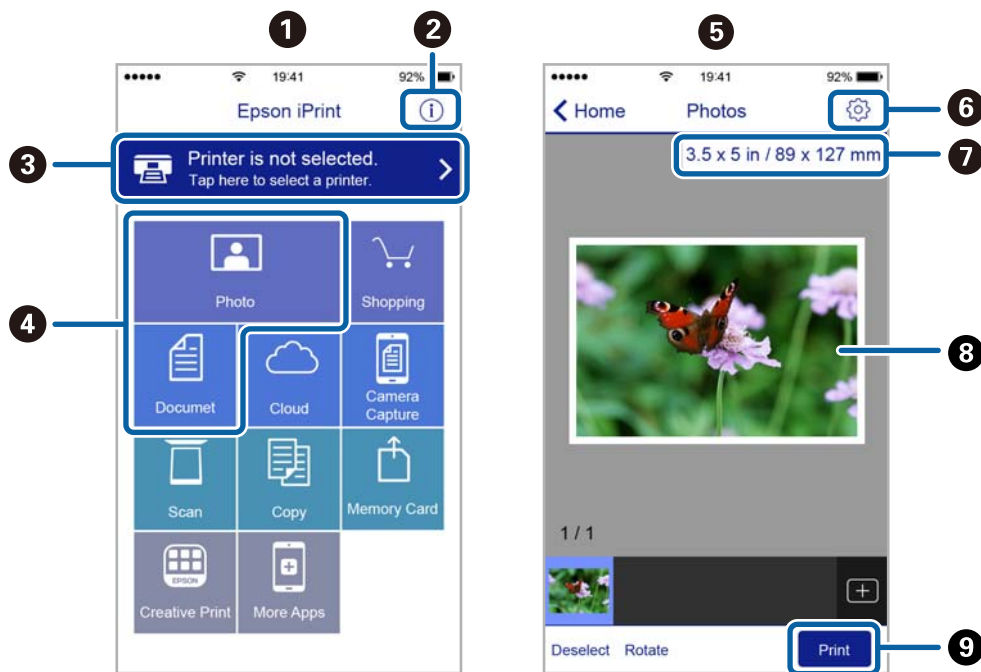 1
2
19:41
92%
Epson iPrint
3
Printer is not selected.
Tap here to select a printer.
4
Photo
Shopping
Documet
Cloud
Camera
Capture
Scan
Copy
Memory Card
EPSON
Creative Print
More Apps
5
19:41
92%
Home
Photos
6
3.5 x 5 in / 89 x 127 mm
7
8
1 / 1
Deselect
Rotate
Print
9